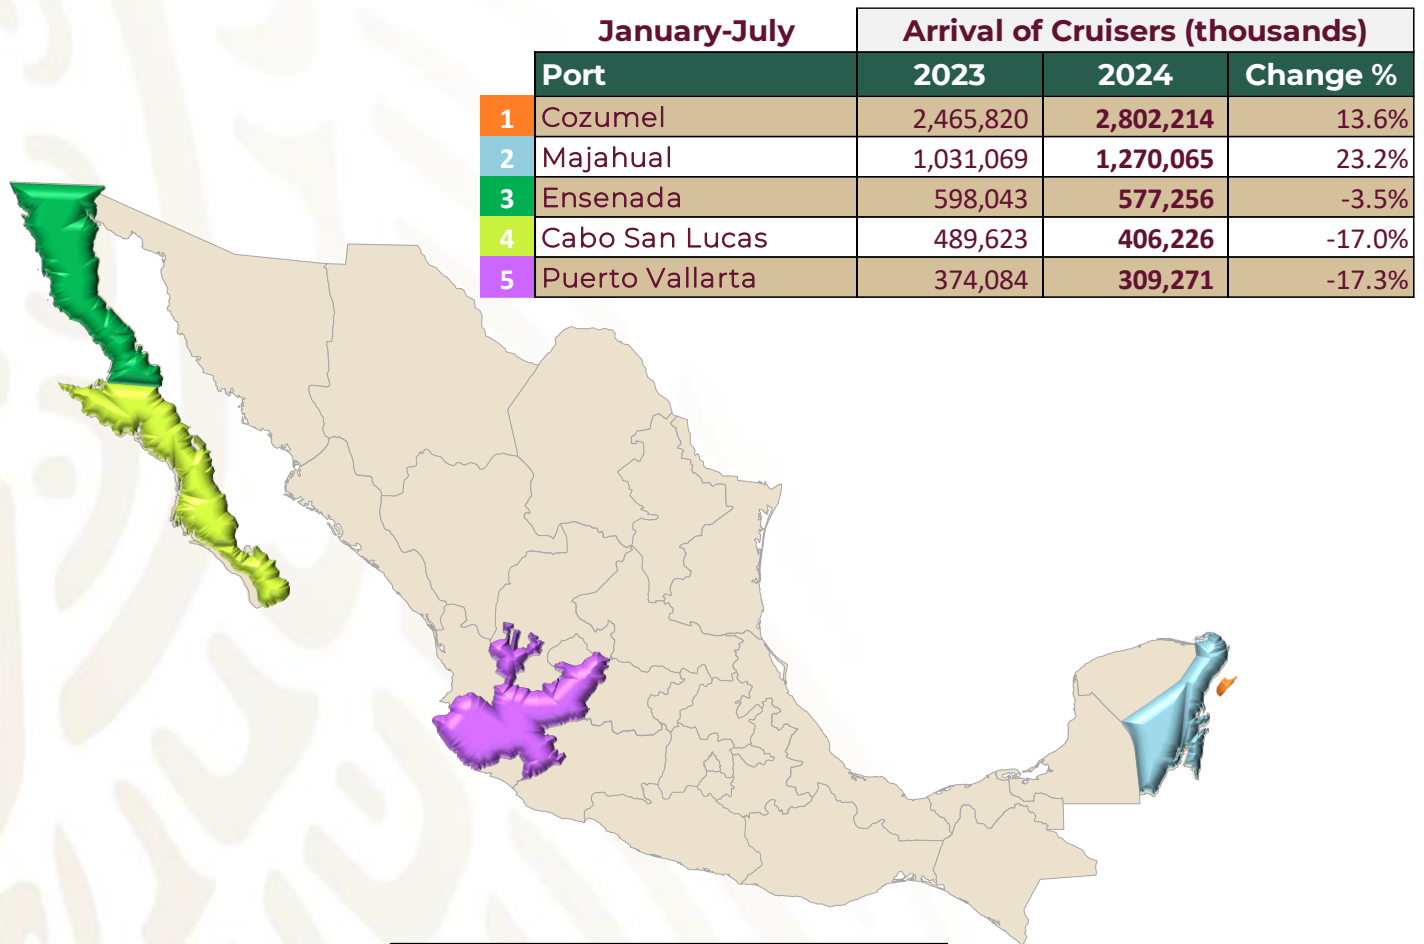 January-July Arrival of Cruisers (thousands)
Port 2023 2024 Change %
1 Cozumel 2,465,820 2,802,214 13.6%
2 Majahual 1,031,069 1,270,065 23.2%
3 Ensenada 598,043 577,256 -3.5%
4 Cabo San Lucas 489,623 406,226 -17.0%
5 Puerto Vallarta 374,084 309,271 -17.3%